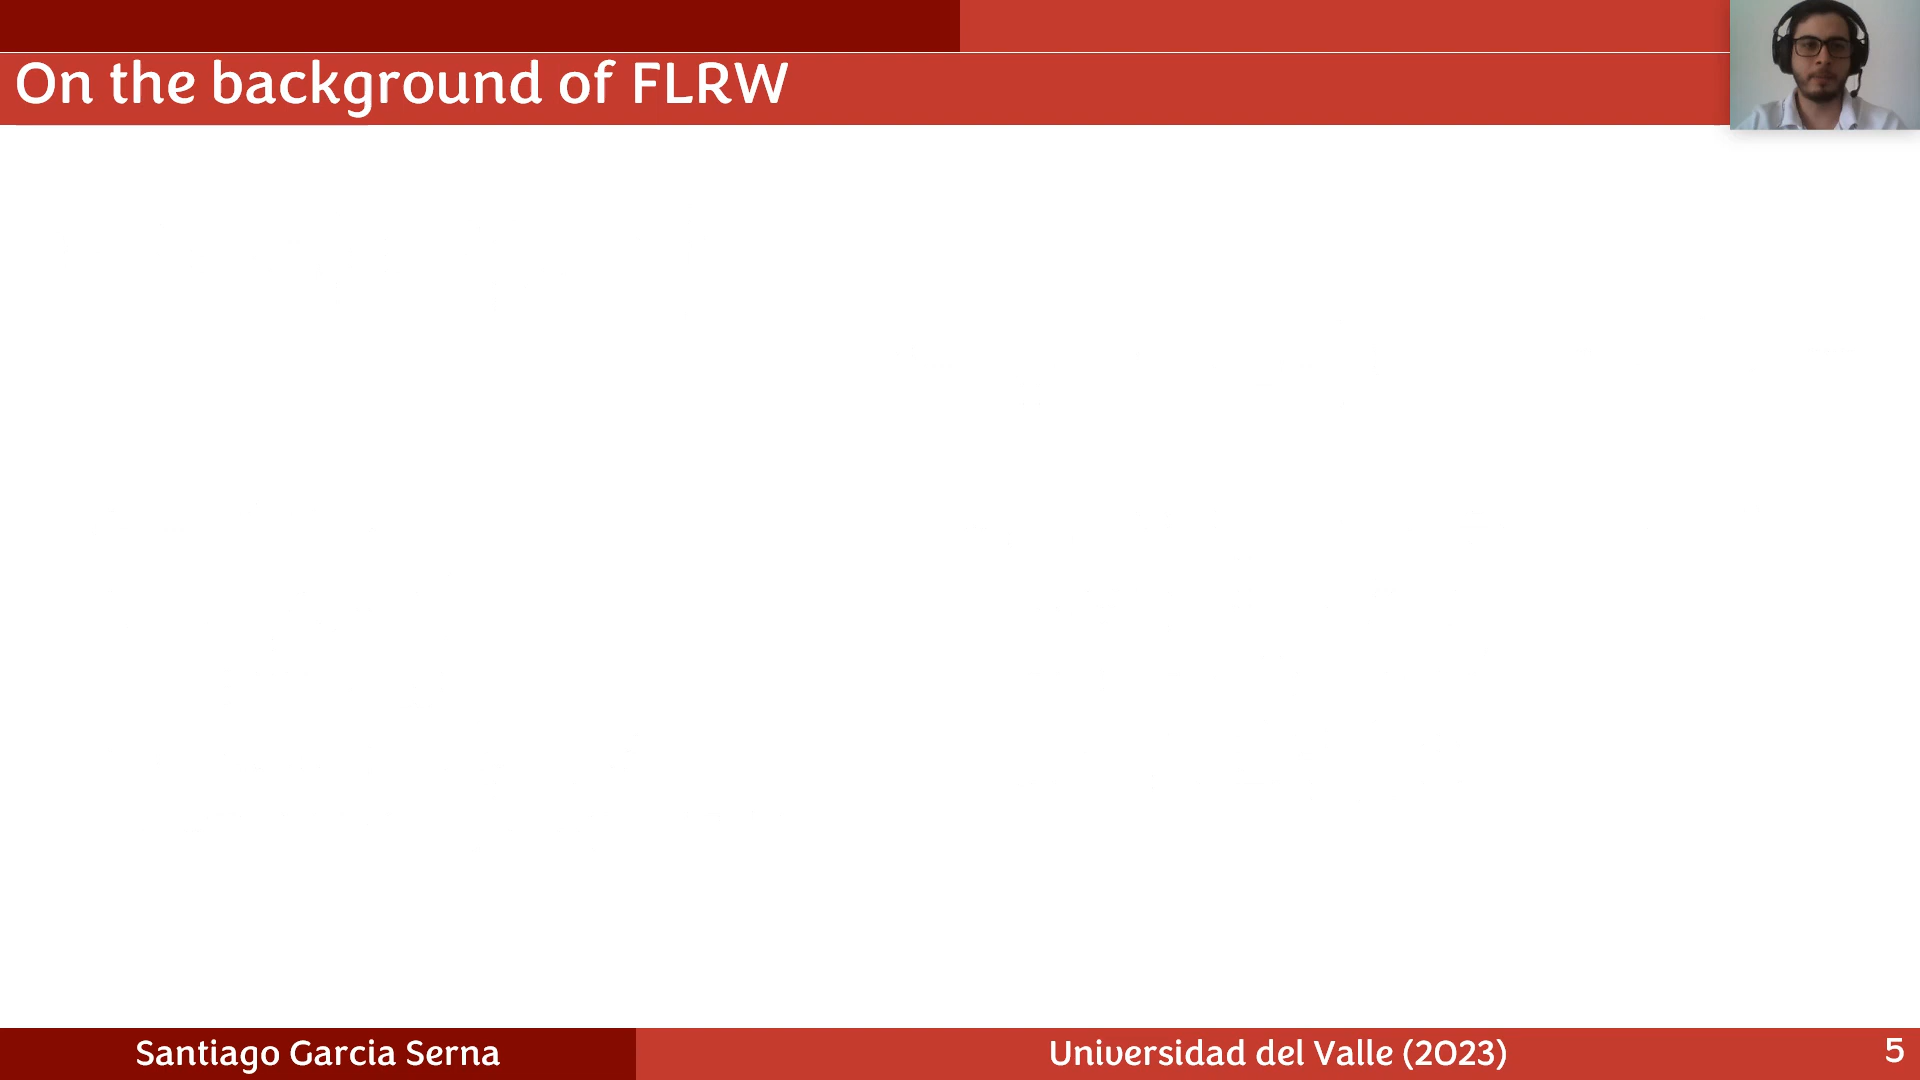 On the background of FLRW
Santiago Garcia Serna
Universidad del Valle (2023)
5